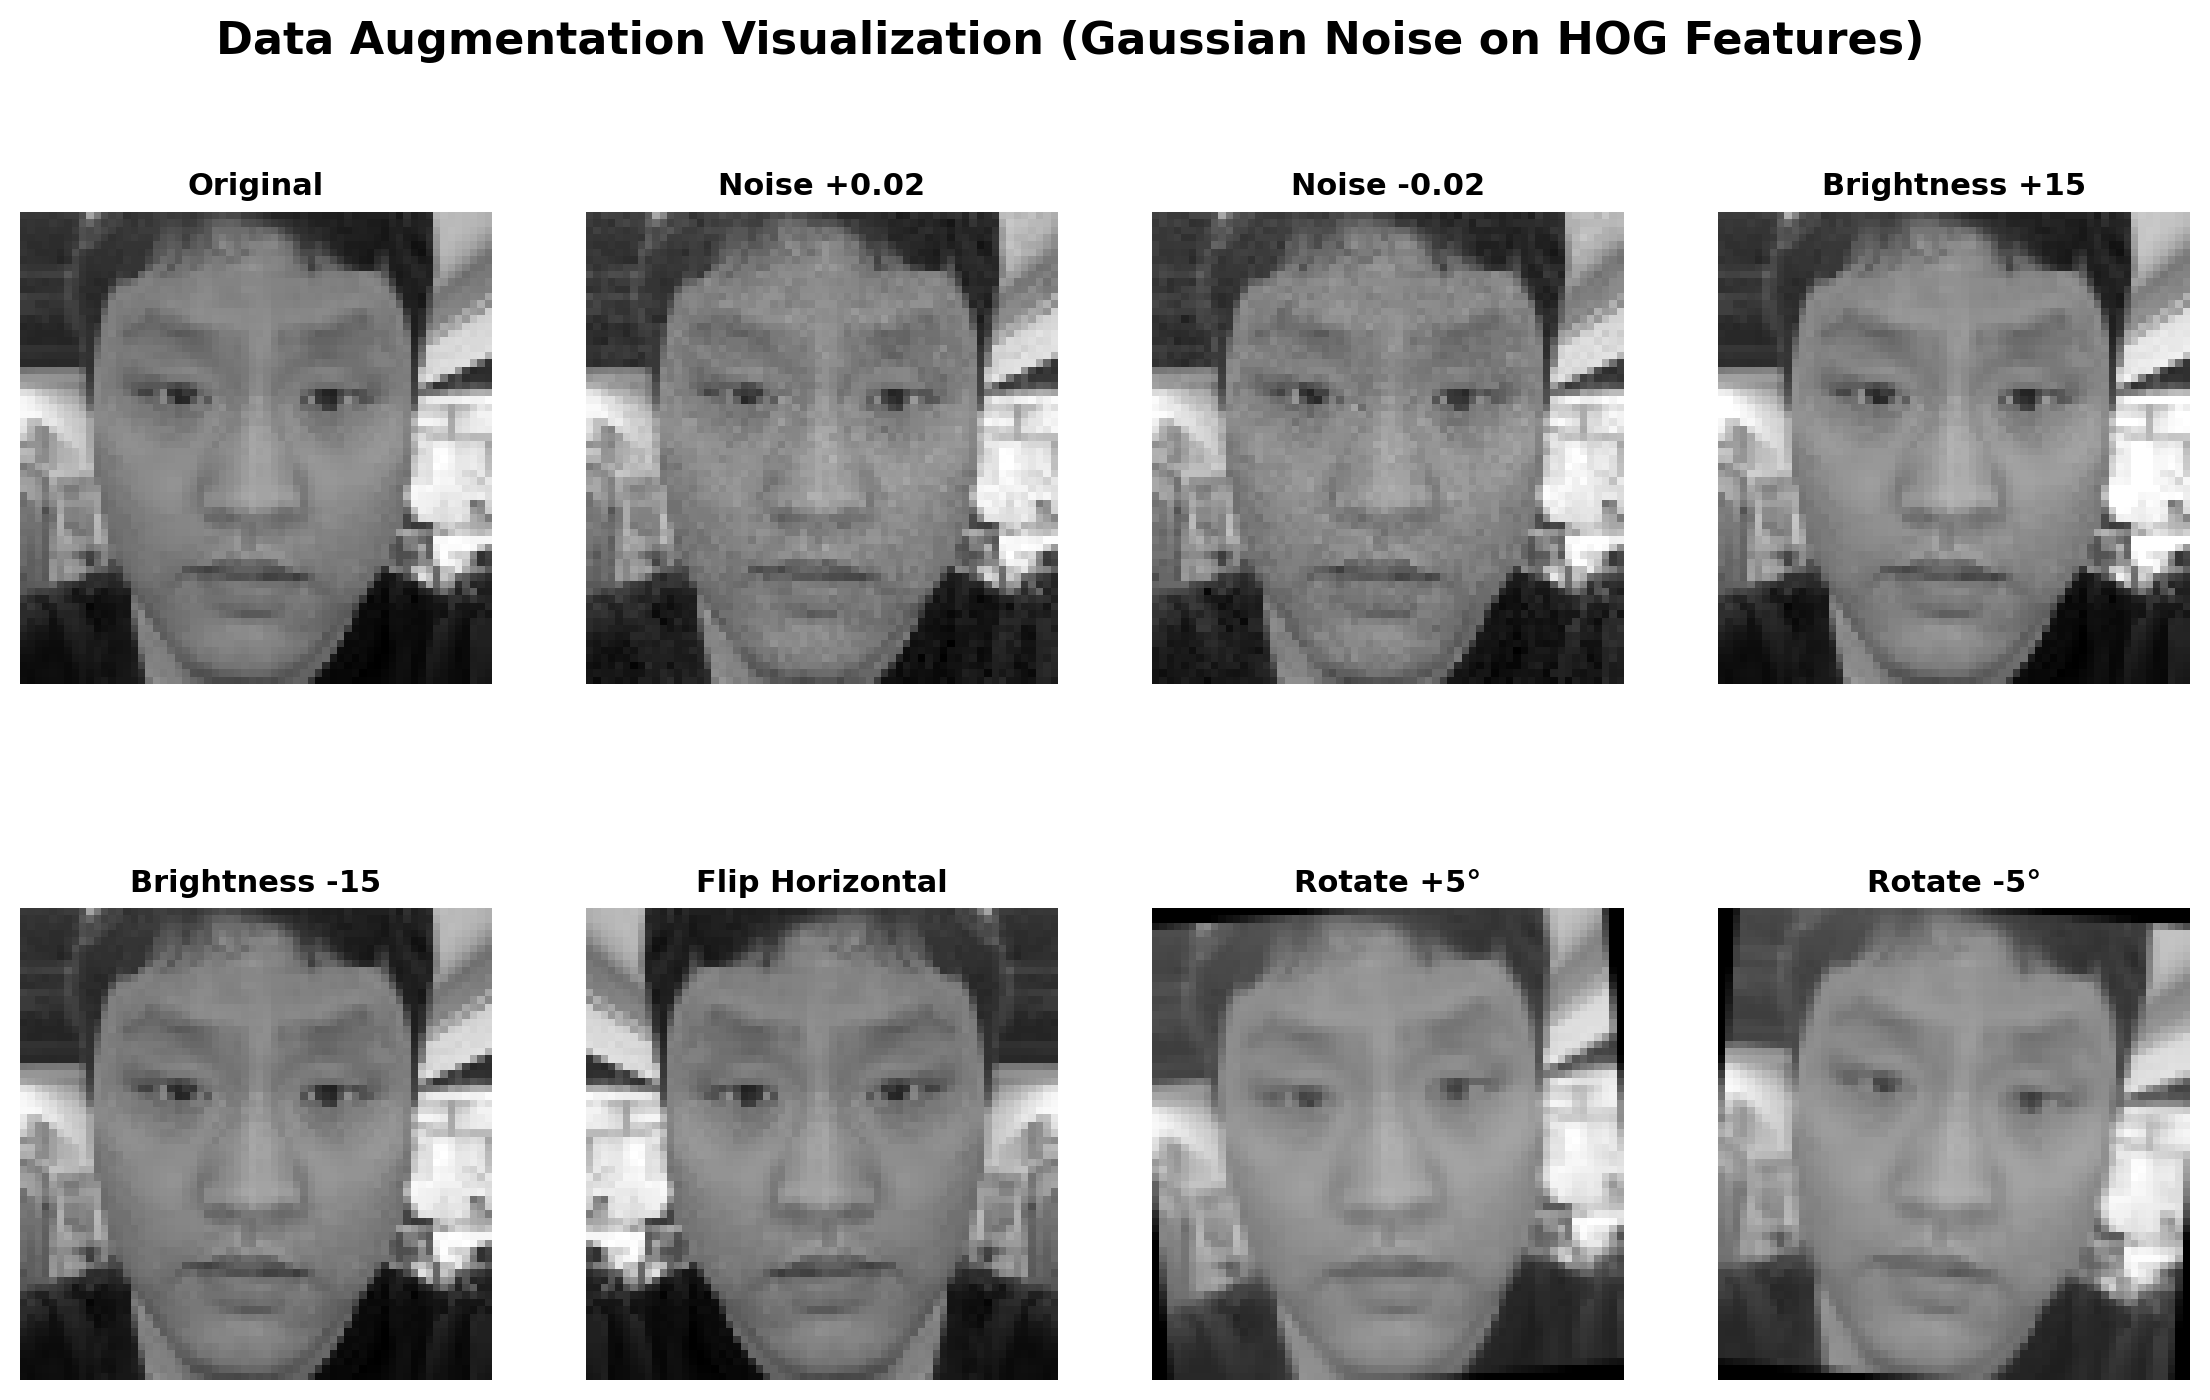 Data Augmentation Visualization (Gaussian Noise on HOG Features)
Original
Noise +0.02
Noise -0.02
Brightness +15
Brightness -15
Flip Horizontal
Rotate +5°
Rotate -5°